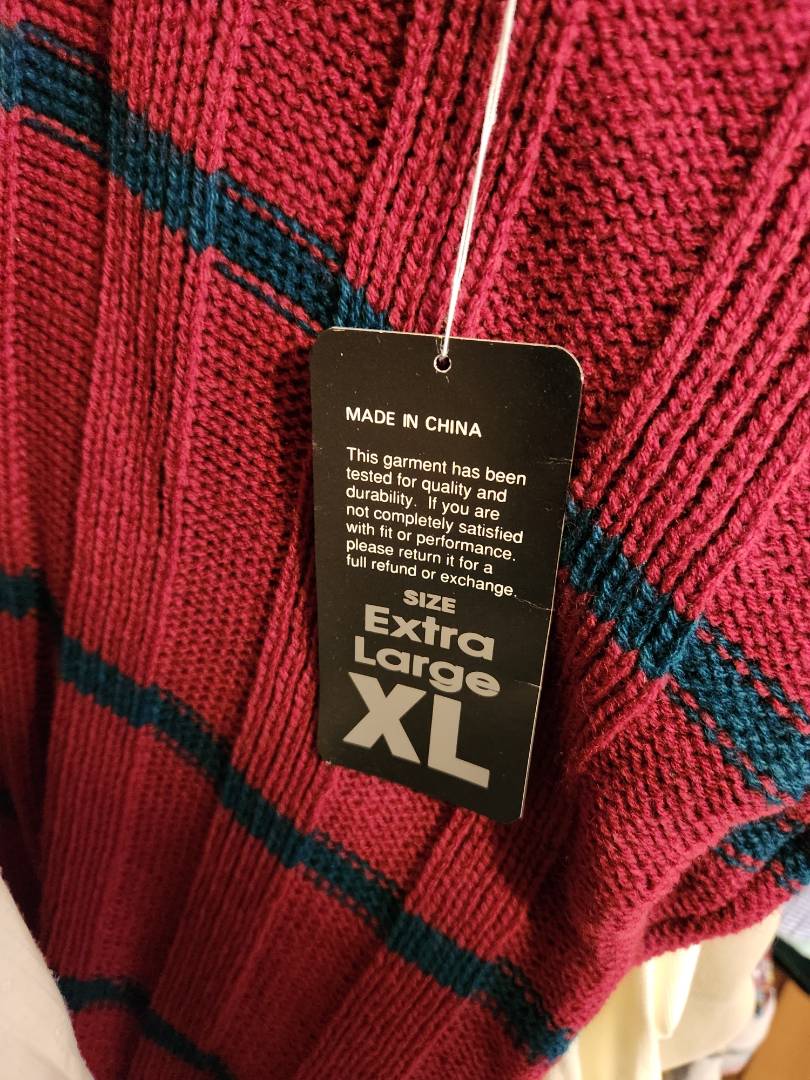 MADE IN CHINA
This garment has been
tested for quality and
durability. If you are
not completely satisfied
with fit or performance.
please return it for a
full refund or exchange.
SIZE
Extra
Large
XL